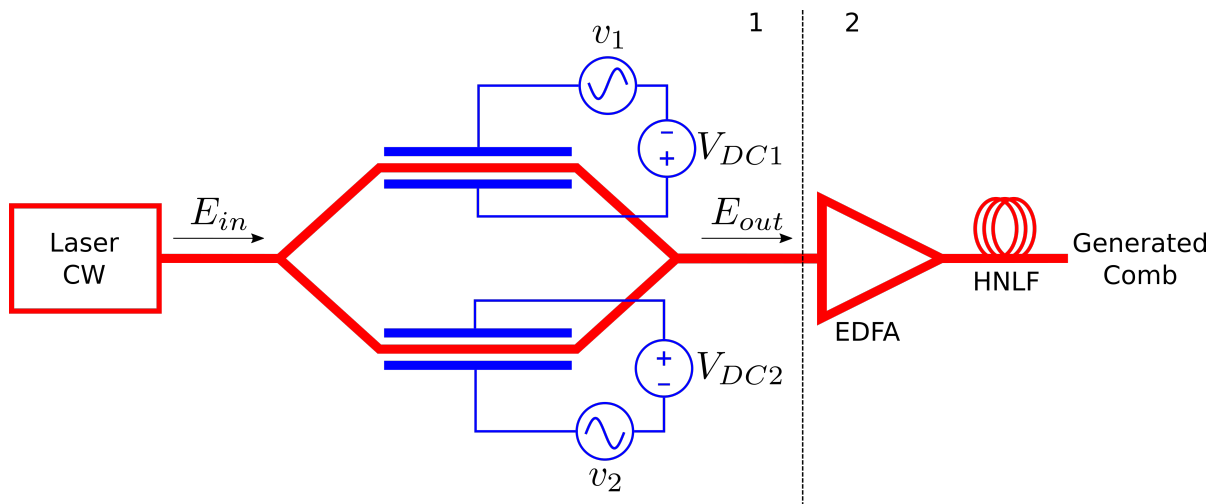 1 2
v1
VDC1
Ein
Eout
Laser
CW
Generated
Comb
HNLF
EDFA
VDC2
v2